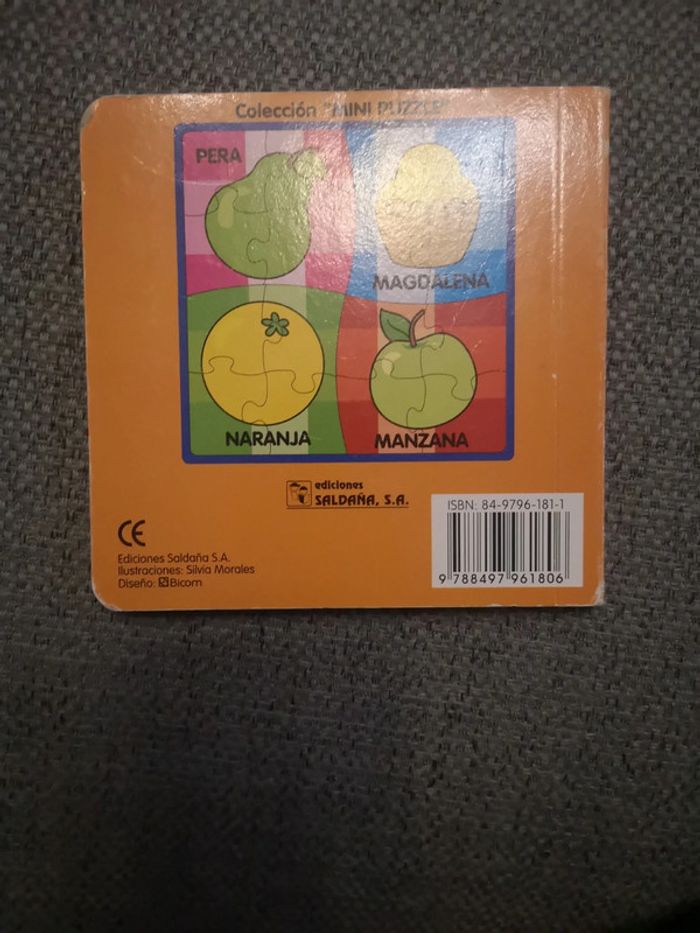 Colección "MINI PUZZLE"
PERA
MAGDALENA
NARANJA
MANZANA
ediciones
SALDAÑA, S.A.
ISBN: 84-9796-181-1
9 788497 961806
CE
Ediciones Saldaña S.A.
Ilustraciones: Silvia Morales
Diseño: Bicom